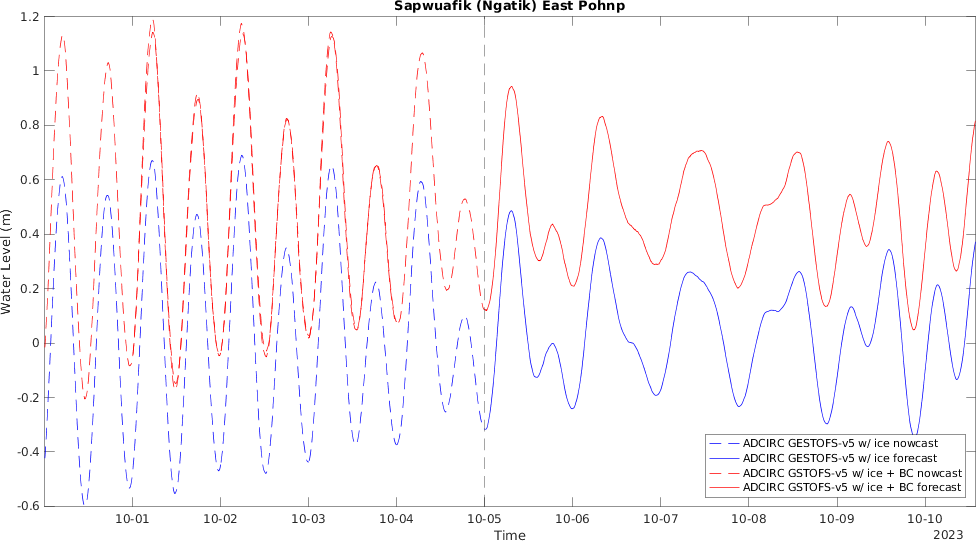 Sapwuafik (Ngatik) East Pohnp
1.2
1
0.8
0.6
0.4
0.2
0
-0.2
-0.4
-0.6
Water Level (m)
ADCIRC GESTOFS-v5 w/ ice nowcast
ADCIRC GESTOFS-v5 w/ ice forecast
ADCIRC GSTOFS-v5 w/ ice + BC nowcast
ADCIRC GSTOFS-v5 w/ ice + BC forecast
10-01 10-02 10-03 10-04 10-05 10-06 10-07 10-08 10-09 10-10
Time
2023